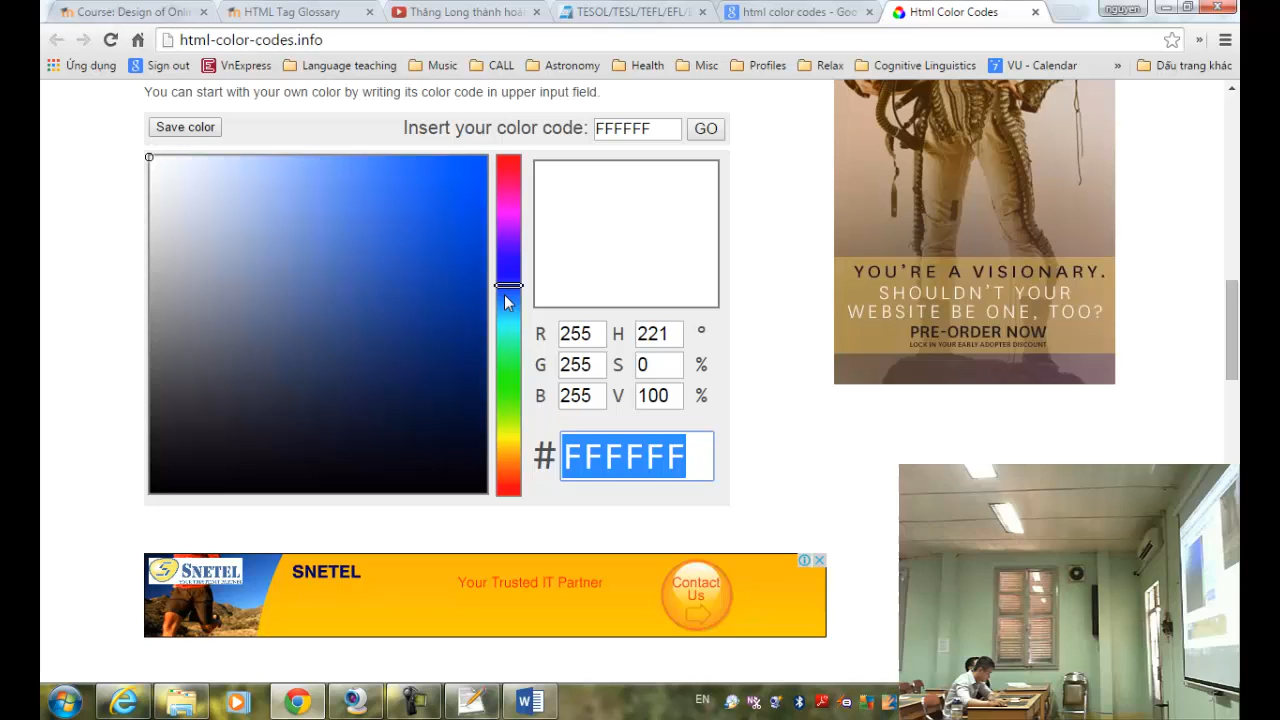 Course: Design of Onli
HTML Tag Glossary
Thăng Long thành hoà
TESOL/TESL/TEFL/EFL/E
html color codes - Goo
Html Color Codes
nguyen
html-color-codes.info
Ứng dụng
Sign out
VnExpress
Language teaching
Music
CALL
Astronomy
Health
Misc
Profiles
Relax
Cognitive Linguistics
7
VU - Calendar
»
Dấu trang khác
You can start with your own color by writing its color code in upper input field.
Save color
Insert your color code: FFFFFF GO
R 255 H 221 °
G 255 S 0 %
B 255 V 100 %
# FFFFFF
YOU'RE A VISIONARY.
SHOULDN'T YOUR
WEBSITE BE ONE, TOO?
PRE-ORDER NOW
LOCK IN YOUR EARLY ADOPTER DISCOUNT
SNETEL
SNETEL
Your Trusted IT Partner
Contact
Us
EN